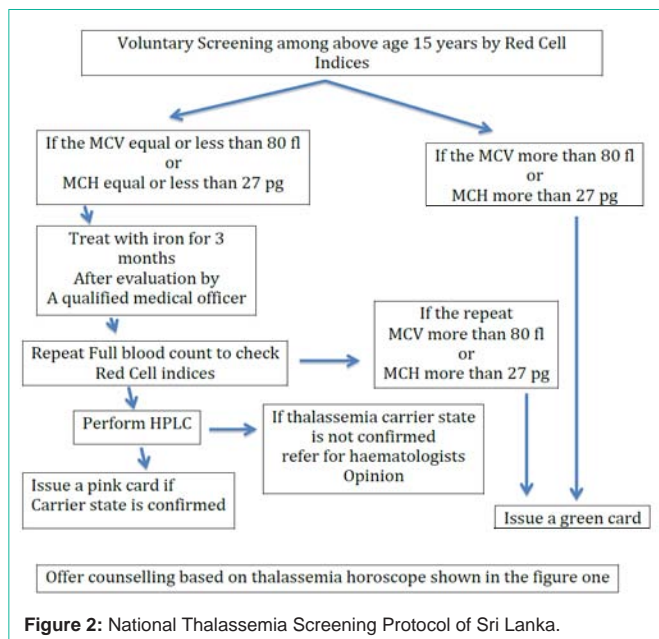 Voluntary Screening among above age 15 years by Red Cell
Indices
If the MCV equal or less than 80 fl
or
MCH equal or less than 27 pg
If the MCV more than 80 fl
or
MCH more than 27 pg
Treat with iron for 3
months
After evaluation by
A qualified medical officer
If the repeat
MCV more than 80 fl
or
MCH more than 27 pg
Repeat Full blood count to check
Red Cell indices
Perform HPLC
If thalassemia carrier state
is not confirmed
refer for haematologists
Opinion
Issue a pink card if
Carrier state is confirmed
Issue a green card
Offer counselling based on thalassemia horoscope shown in the figure one
Figure 2: National Thalassemia Screening Protocol of Sri Lanka.